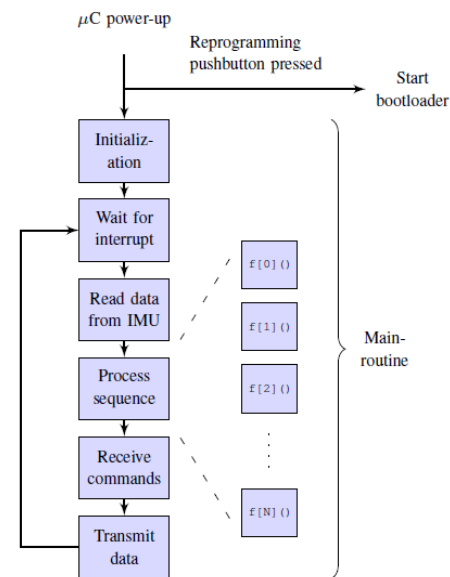 μC power-up
Reprogramming
pushbutton pressed
Start
bootloader
Initializ-
ation
Wait for
interrupt
Read data
from IMU
Process
sequence
Receive
commands
Transmit
data
f[0]()
f[1]()
f[2]()
f[N]()
Main-
routine